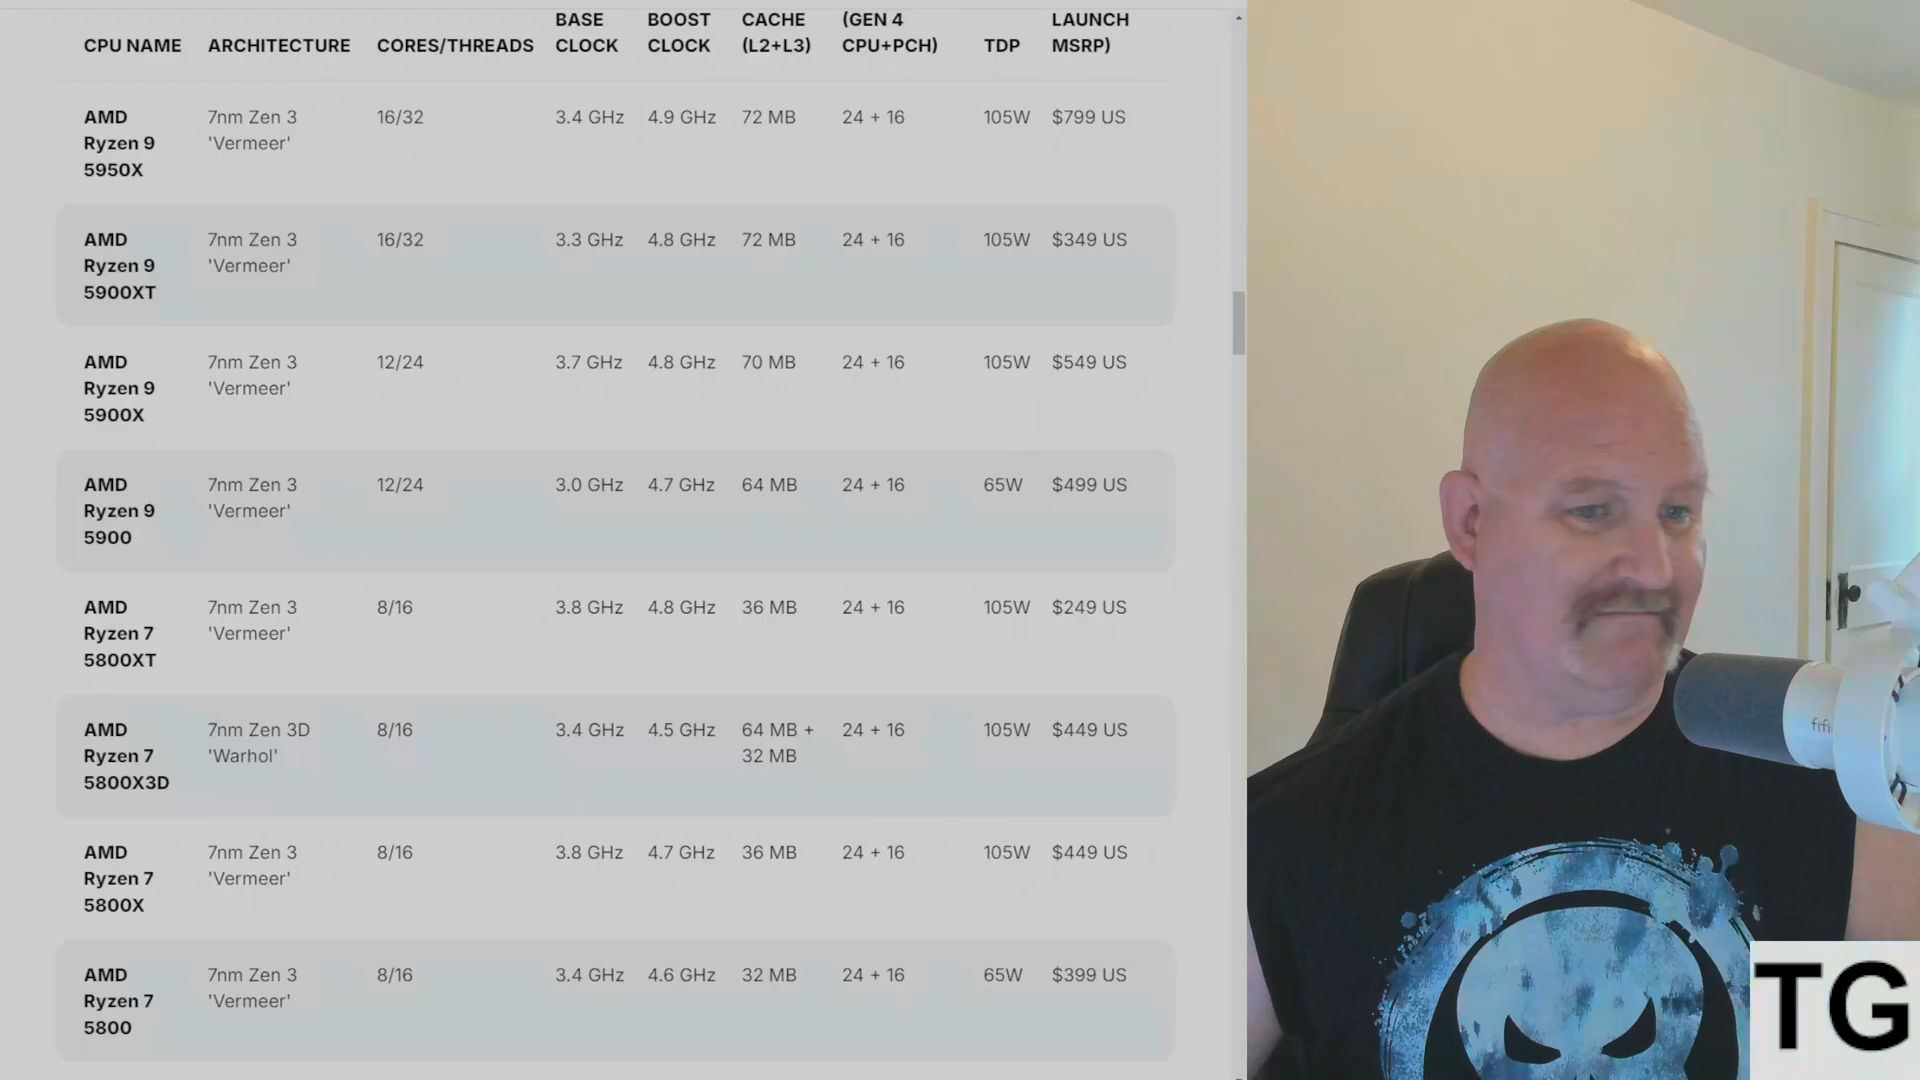 BASE BOOST CACHE (GEN 4 LAUNCH
CPU NAME ARCHITECTURE CORES/THREADS CLOCK CLOCK (L2+L3) CPU+PCH) TDP MSRP)
AMD 7nm Zen 3 16/32 3.4 GHz 4.9 GHz 72 MB 24 + 16 105W $799 US
Ryzen 9 'Vermeer'
5950X
AMD 7nm Zen 3 16/32 3.3 GHz 4.8 GHz 72 MB 24 + 16 105W $349 US
Ryzen 9 'Vermeer'
5900XT
AMD 7nm Zen 3 12/24 3.7 GHz 4.8 GHz 70 MB 24 + 16 105W $549 US
Ryzen 9 'Vermeer'
5900X
AMD 7nm Zen 3 12/24 3.0 GHz 4.7 GHz 64 MB 24 + 16 65W $499 US
Ryzen 9 'Vermeer'
5900
AMD 7nm Zen 3 8/16 3.8 GHz 4.8 GHz 36 MB 24 + 16 105W $249 US
Ryzen 7 'Vermeer'
5800XT
AMD 7nm Zen 3D 8/16 3.4 GHz 4.5 GHz 64 MB + 24 + 16 105W $449 US
Ryzen 7 'Warhol' 32 MB
5800X3D
AMD 7nm Zen 3 8/16 3.8 GHz 4.7 GHz 36 MB 24 + 16 105W $449 US
Ryzen 7 'Vermeer'
5800X
AMD 7nm Zen 3 8/16 3.4 GHz 4.6 GHz 32 MB 24 + 16 65W $399 US
Ryzen 7 'Vermeer'
5800
TG